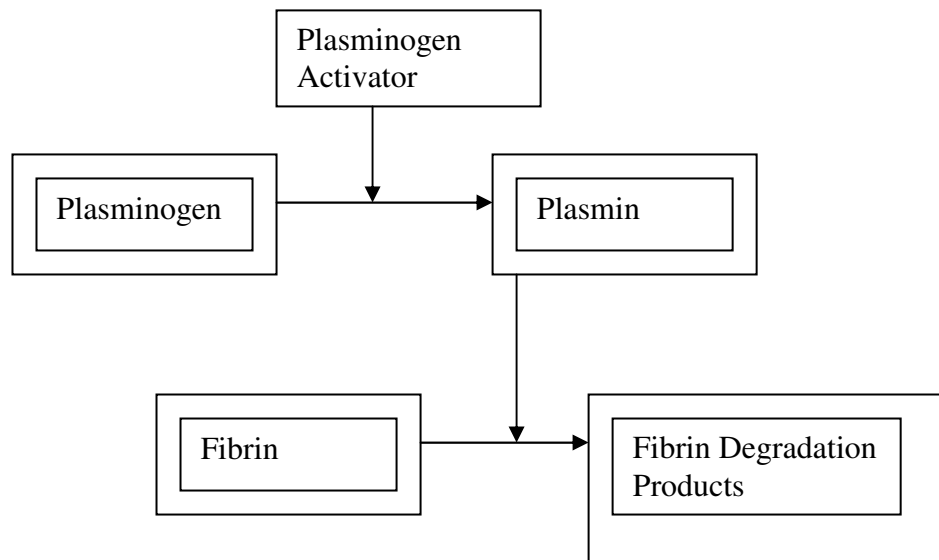 Plasminogen
Activator
Plasminogen
Plasmin
Fibrin
Fibrin Degradation
Products